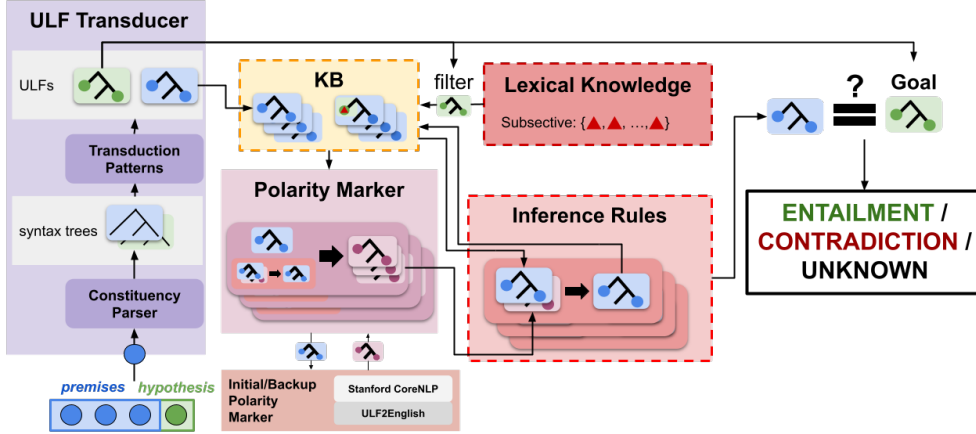 ULF Transducer
ULFs
Transduction
Patterns
syntax trees
Constituency
Parser
premises hypothesis
KB
filter
Lexical Knowledge
Subsective: {▲,▲, ...,▲}
Polarity Marker
Initial/Backup
Polarity
Marker
Stanford CoreNLP
ULF2English
Inference Rules
?
Goal
ENTAILMENT /
CONTRADICTION /
UNKNOWN